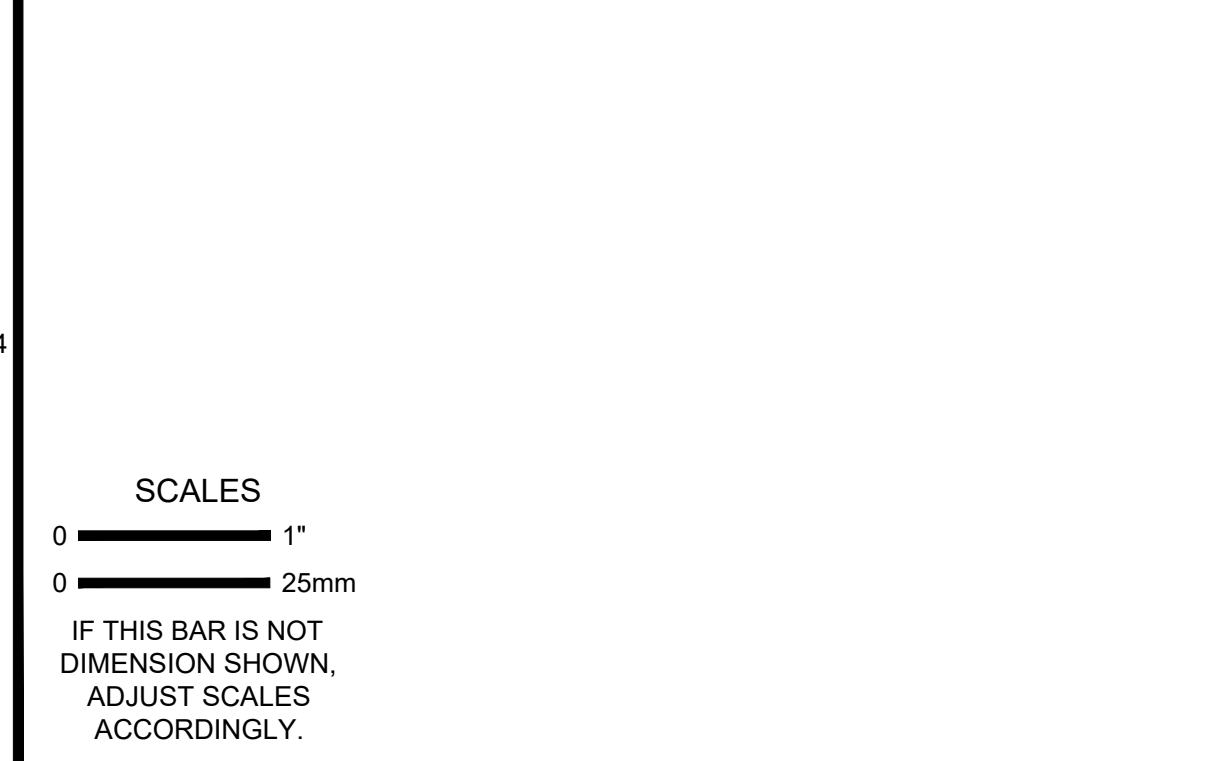 4
SCALES
0 1"
0 25mm
IF THIS BAR IS NOT
DIMENSION SHOWN,
ADJUST SCALES
ACCORDINGLY.